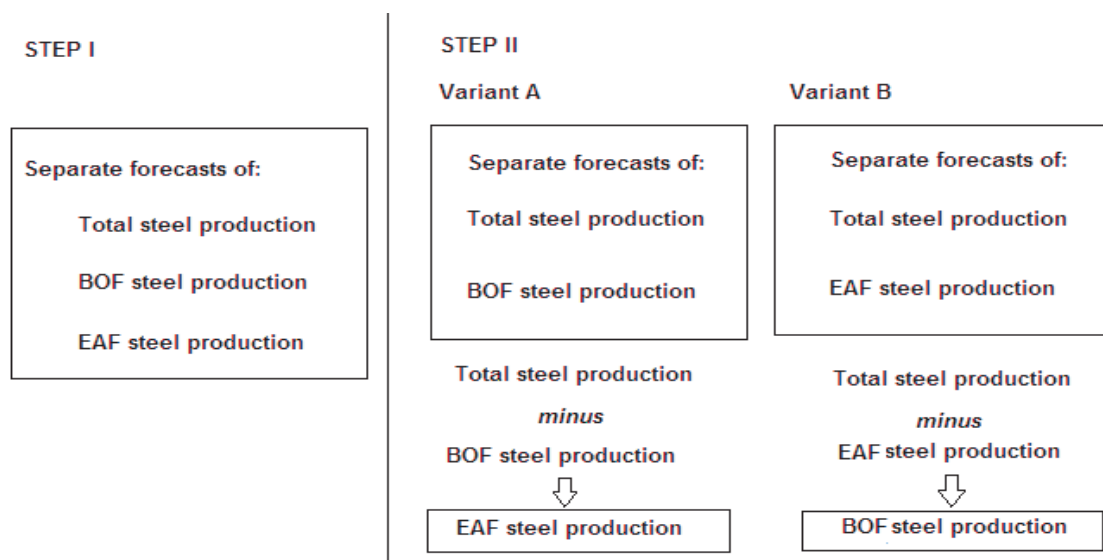 STEP I
Separate forecasts of:
Total steel production
BOF steel production
EAF steel production
STEP II
Variant A
Separate forecasts of:
Total steel production
BOF steel production
Total steel production
minus
BOF steel production
EAF steel production
Variant B
Separate forecasts of:
Total steel production
EAF steel production
Total steel production
minus
EAF steel production
BOF steel production